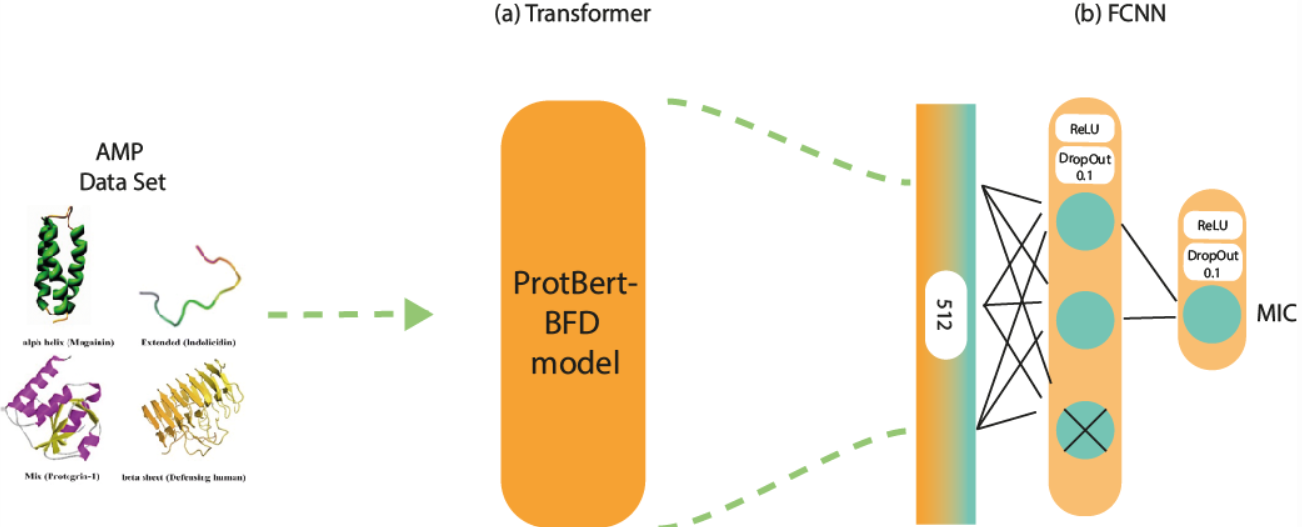 (a) Transformer
(b) FCNN
AMP
Data Set
alph helix (Magainin)
Extended (Indolicidin)
Mix (Protegrin-1)
beta sheet (Defensing human)
ProtBert-
BFD
model
512
ReLU
DropOut
0.1
ReLU
DropOut
0.1
MIC